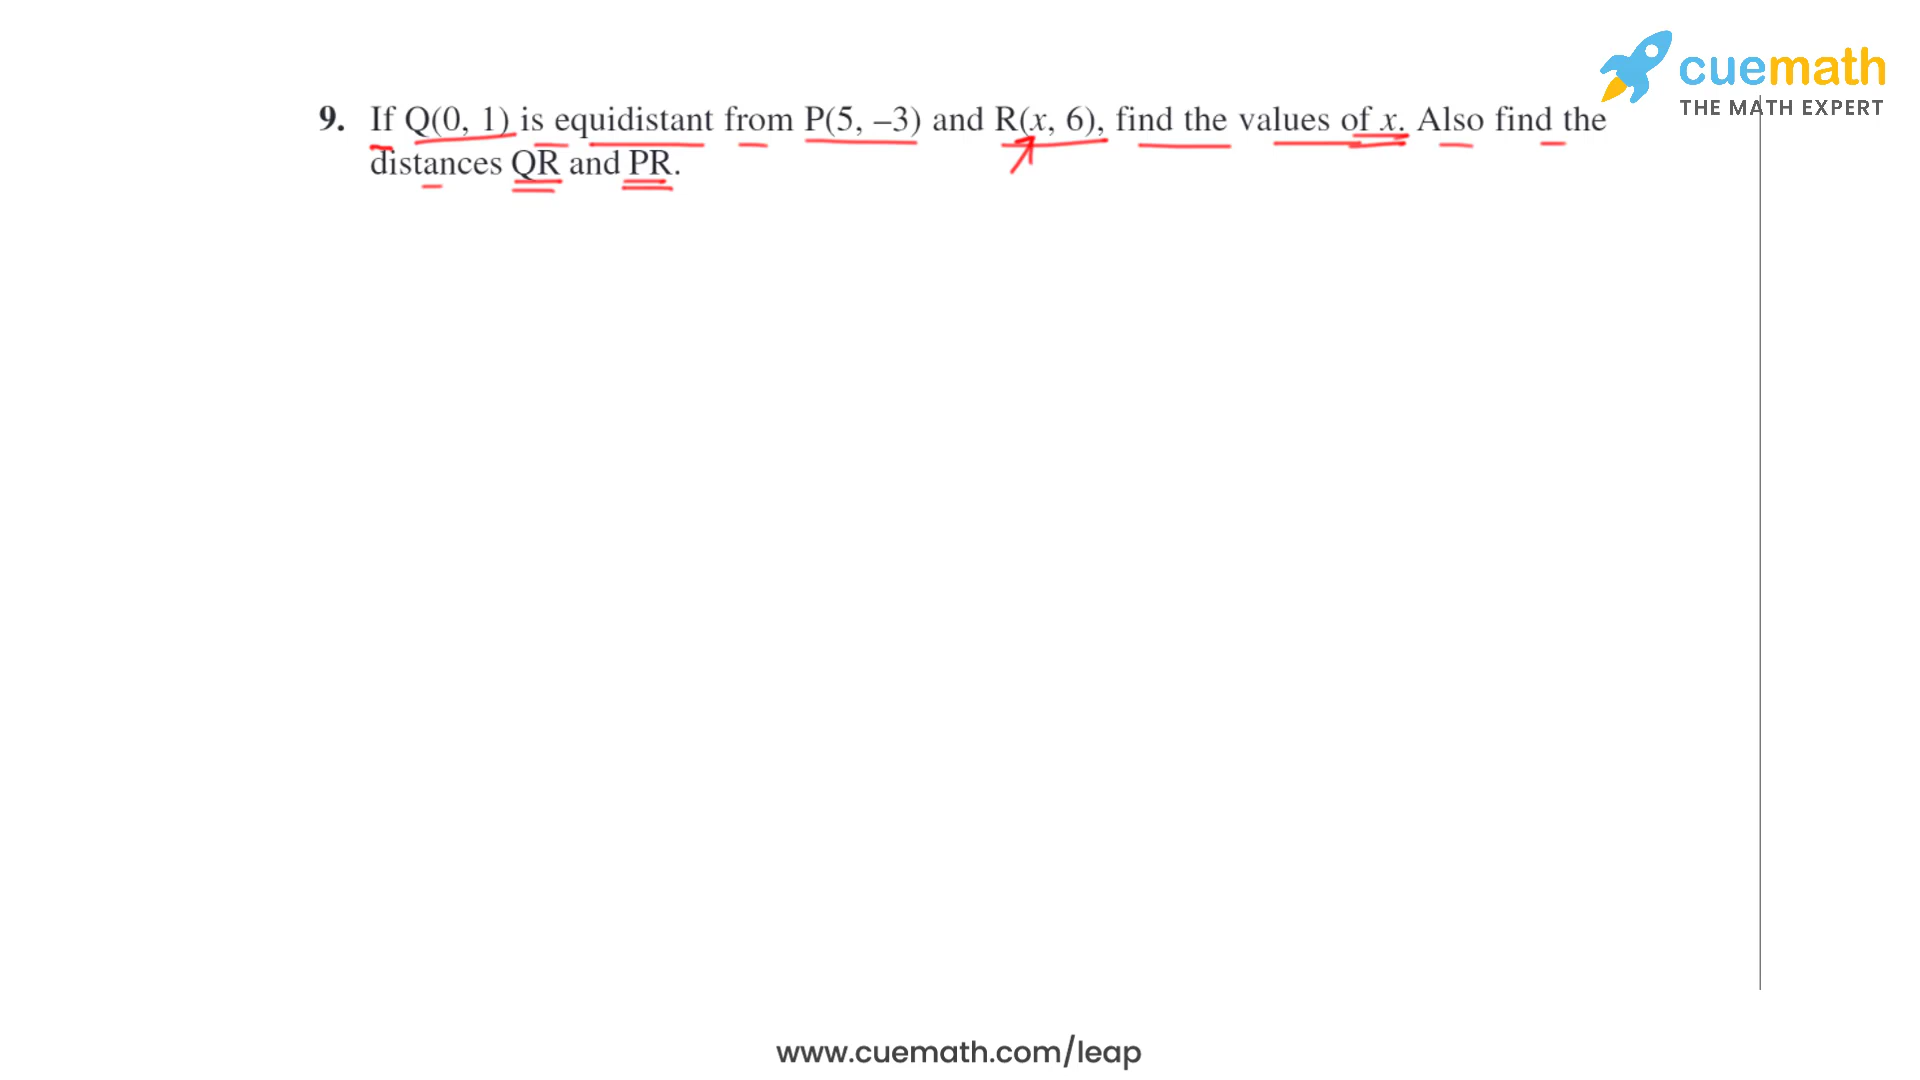 cuemath
THE MATH EXPERT
9. If Q(0, 1) is equidistant from P(5, –3) and R(x, 6), find the values of x. Also find the
distances QR and PR.
www.cuemath.com/leap